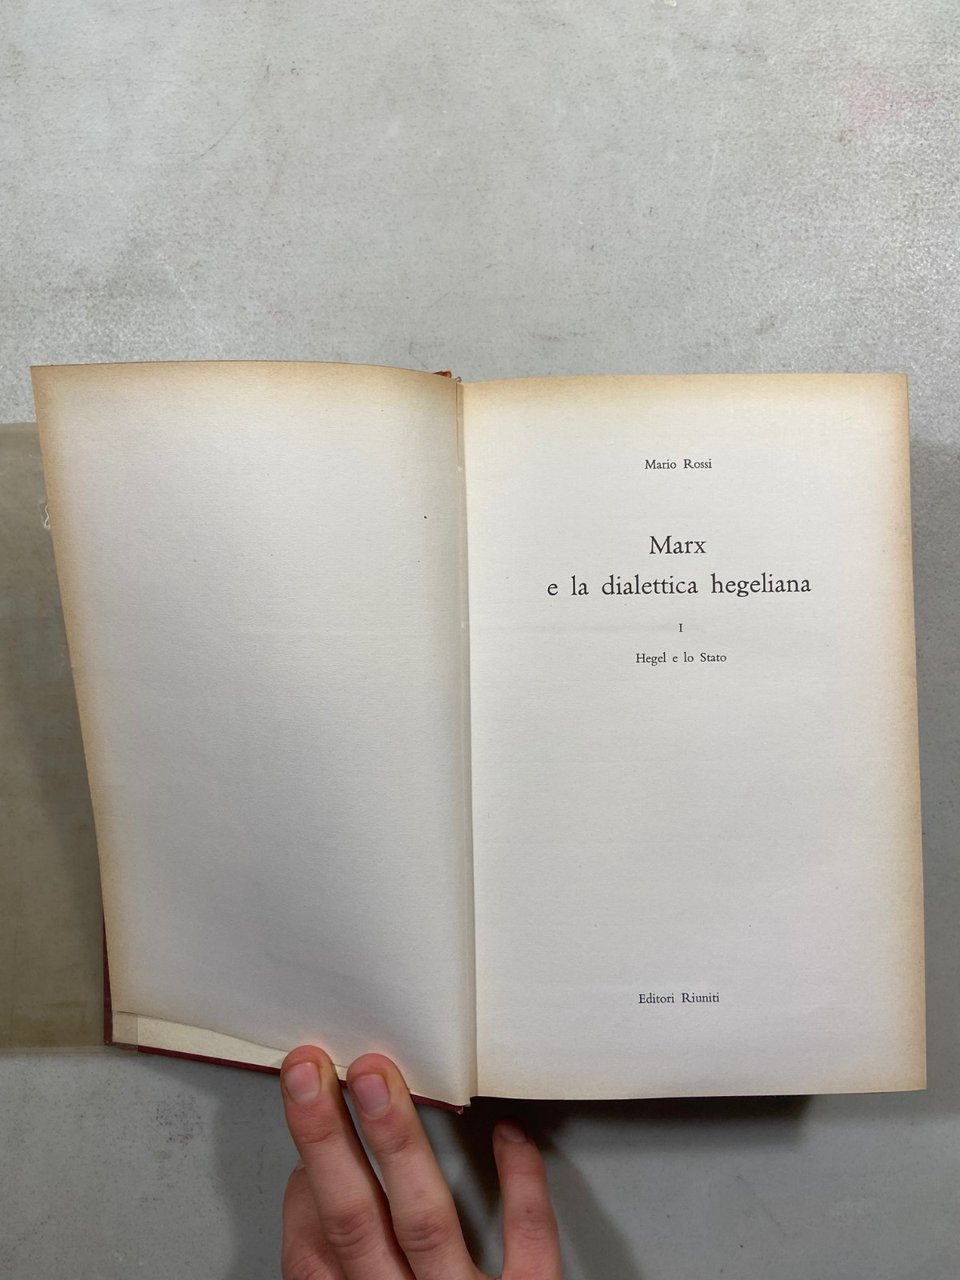 Mario Rossi
Marx
e la dialettica hegeliana
I
Hegel e lo Stato
Editori Riuniti